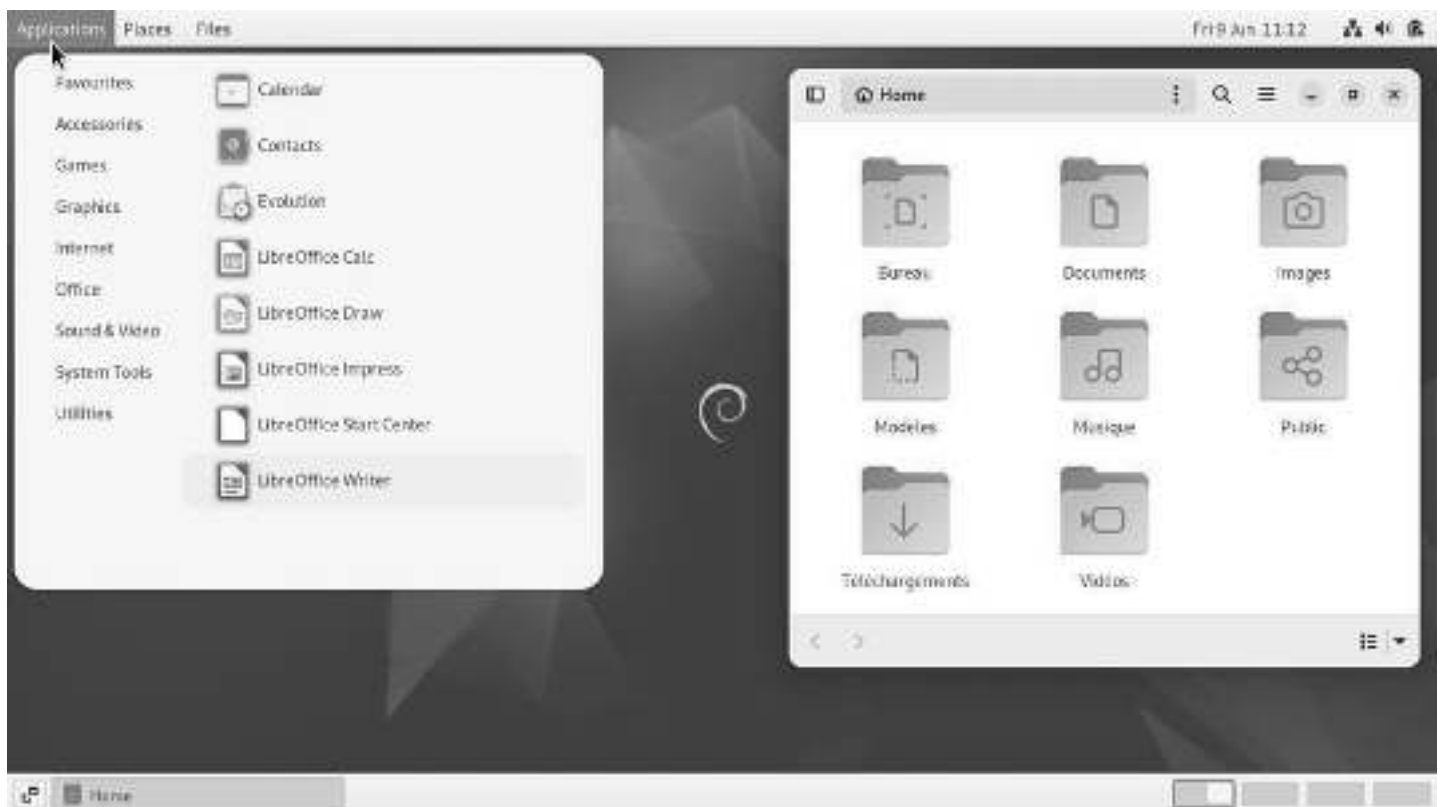 Applications Places Files
Fri 9 Jun 11:12
Favourites
Accessories
Games
Graphics
Internet
Office
Sound & Video
System Tools
Utilities
Calendar
Contacts
Evolution
LibreOffice Calc
LibreOffice Draw
LibreOffice Impress
LibreOffice Start Center
LibreOffice Writer
Home
Bureau Documents Images
Modèles Musique Public
Téléchargements Vidéos
Home